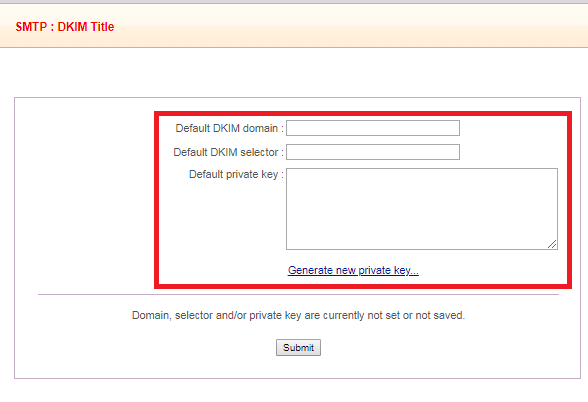 SMTP : DKIM Title
Default DKIM domain :
Default DKIM selector :
Default private key :
Generate new private key...
Domain, selector and/or private key are currently not set or not saved.
Submit